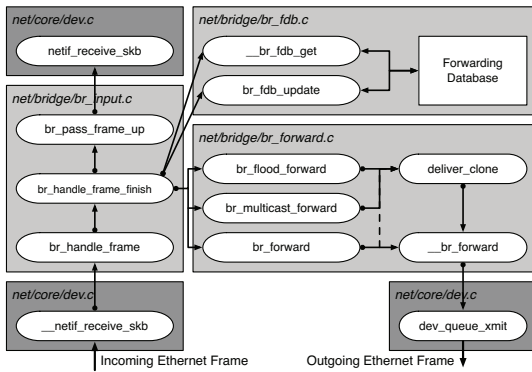 net/core/dev.c
netif_receive_skb
net/bridge/br_input.c
br_pass_frame_up
br_handle_frame_finish
br_handle_frame
net/core/dev.c
__netif_receive_skb
Incoming Ethernet Frame
net/bridge/br_fdb.c
__br_fdb_get
br_fdb_update
Forwarding
Database
net/bridge/br_forward.c
br_flood_forward
deliver_clone
br_multicast_forward
br_forward
__br_forward
net/core/dev.c
dev_queue_xmit
Outgoing Ethernet Frame